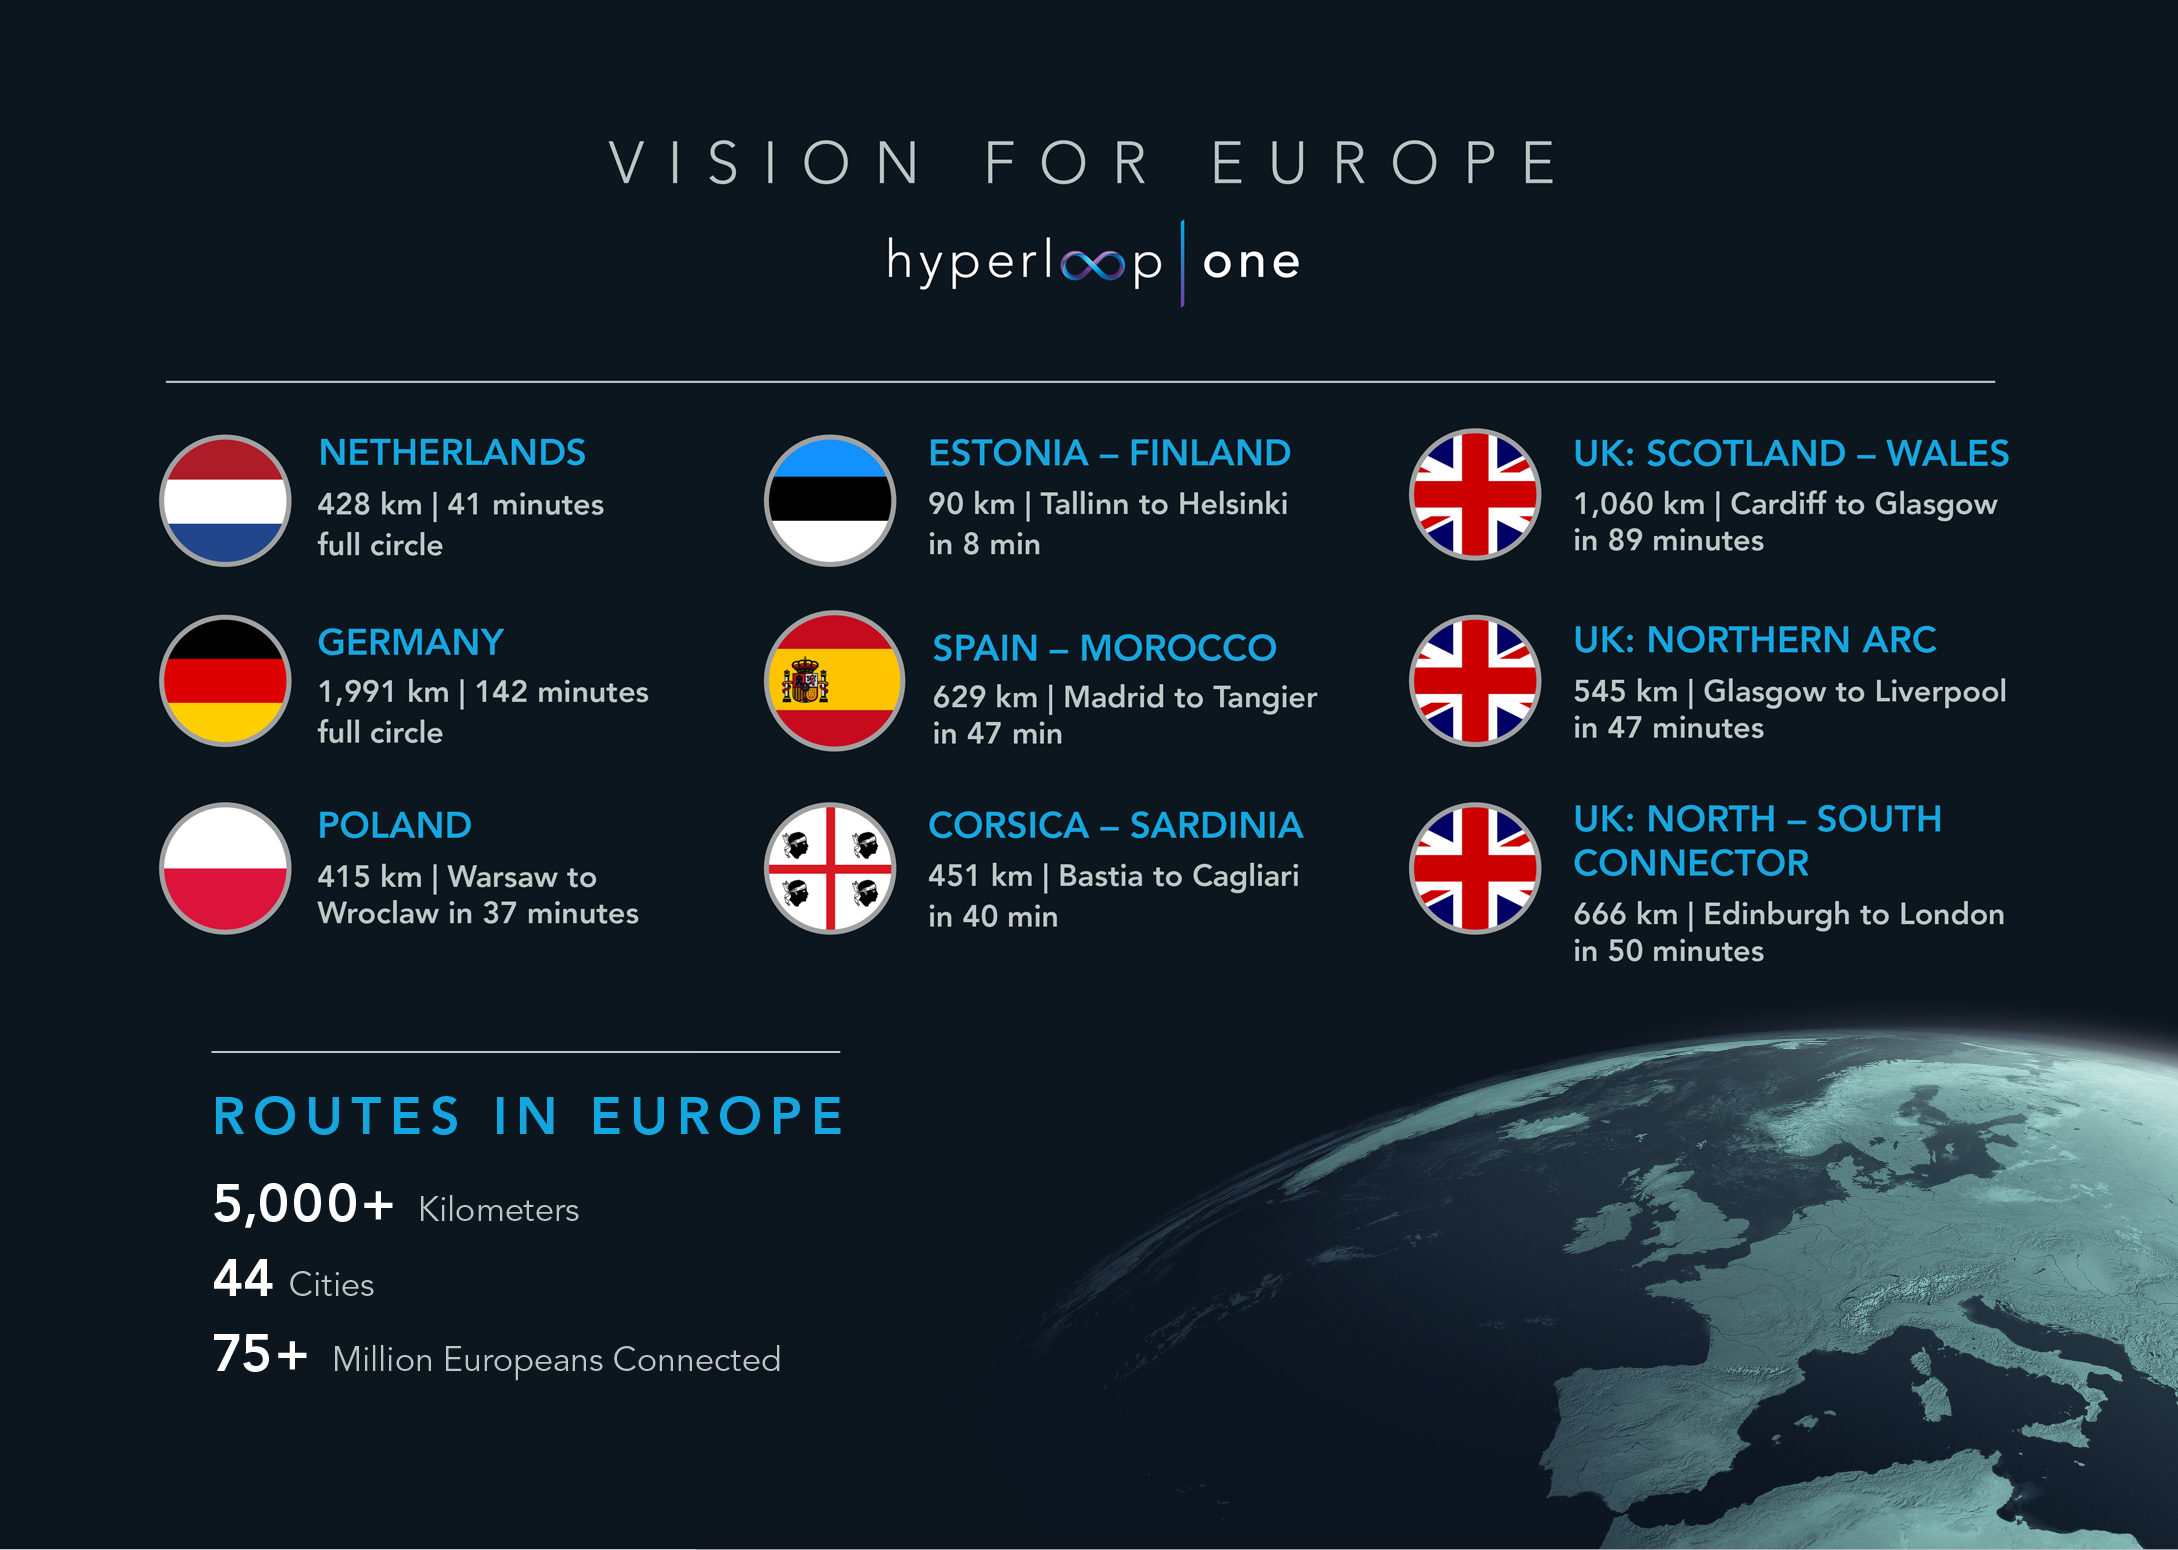 VISION FOR EUROPE
hyperloop | one
NETHERLANDS
428 km | 41 minutes
full circle
ESTONIA – FINLAND
90 km | Tallinn to Helsinki
in 8 min
UK: SCOTLAND – WALES
1,060 km | Cardiff to Glasgow
in 89 minutes
GERMANY
1,991 km | 142 minutes
full circle
SPAIN – MOROCCO
629 km | Madrid to Tangier
in 47 min
UK: NORTHERN ARC
545 km | Glasgow to Liverpool
in 47 minutes
POLAND
415 km | Warsaw to
Wroclaw in 37 minutes
CORSICA – SARDINIA
451 km | Bastia to Cagliari
in 40 min
UK: NORTH – SOUTH
CONNECTOR
666 km | Edinburgh to London
in 50 minutes
ROUTES IN EUROPE
5,000+ Kilometers
44 Cities
75+ Million Europeans Connected